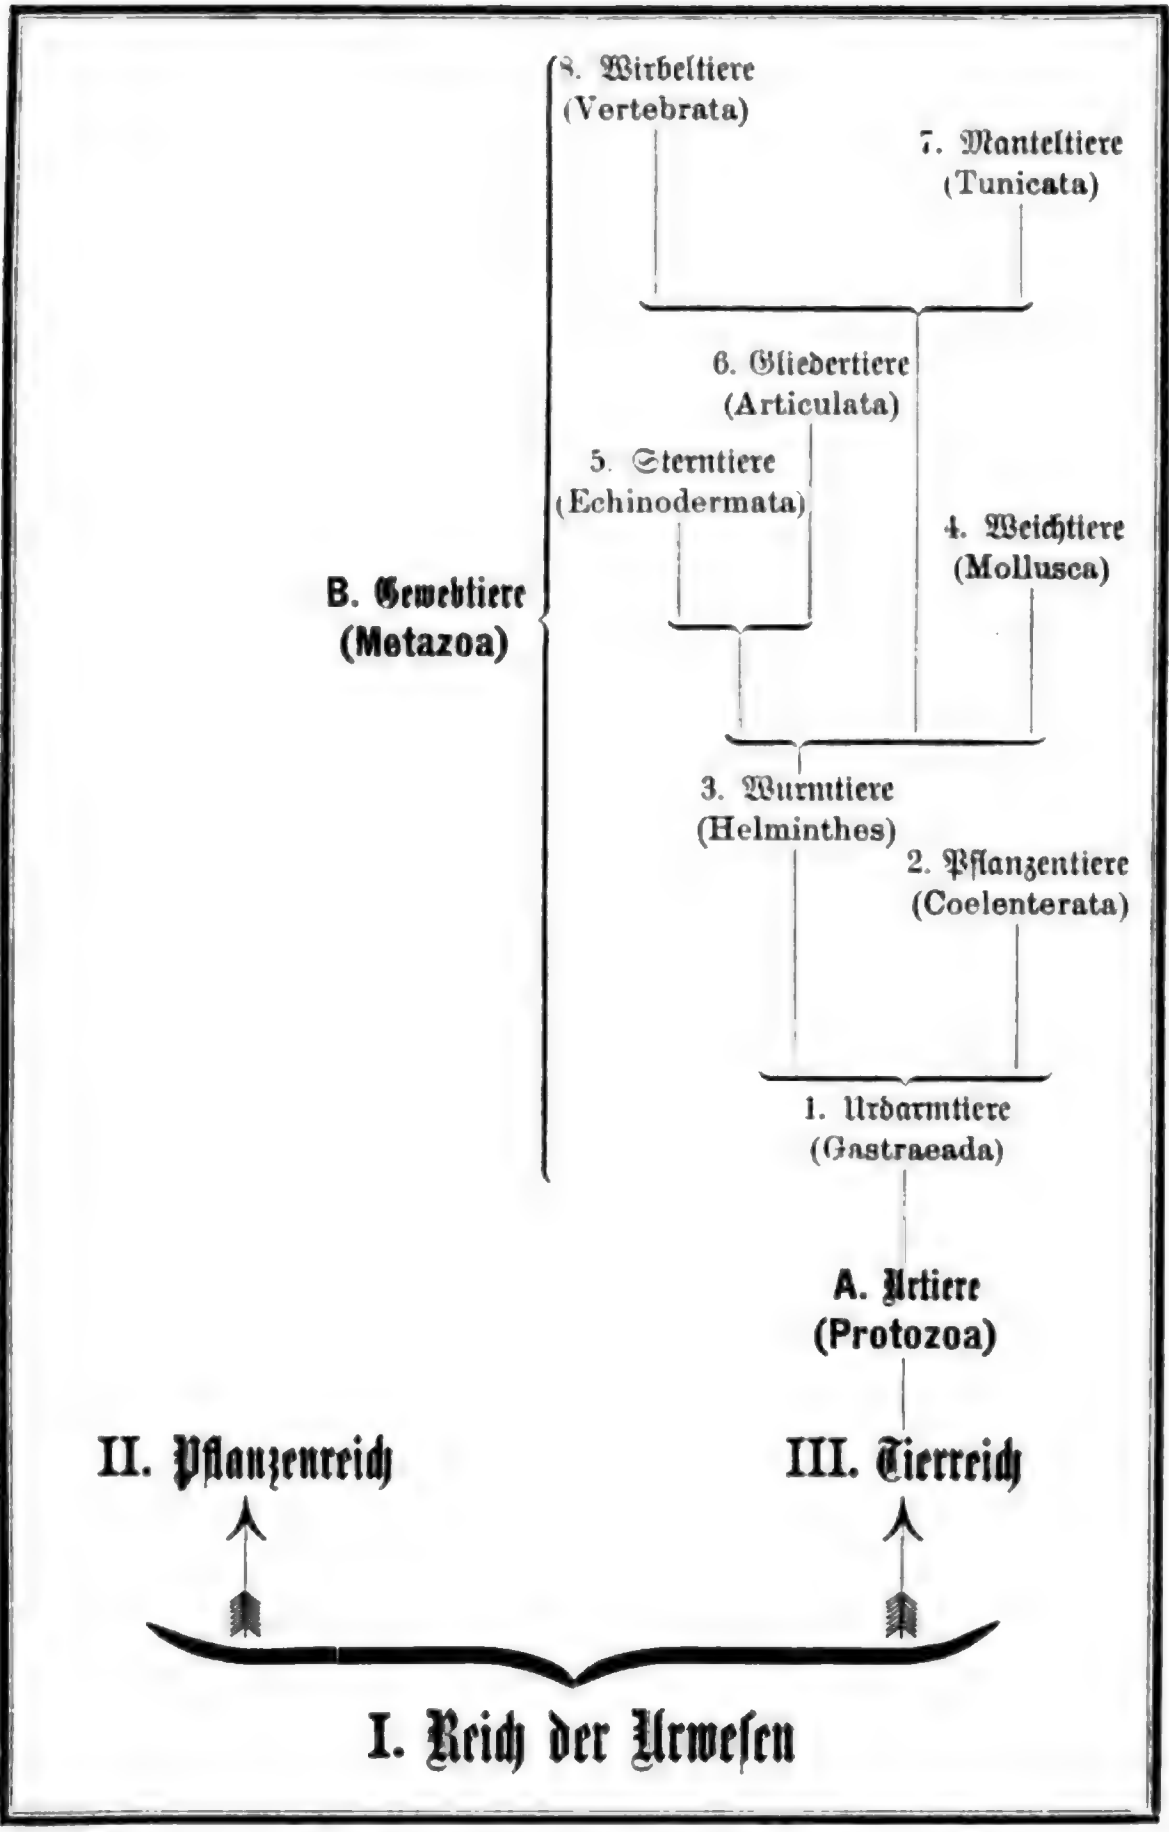 8. Wirbeltiere
(Vertebrata)
7. Manteltiere
(Tunicata)
6. Gliedertiere
(Articulata)
5. Sterntiere
(Echinodermata)
4. Weichtiere
(Mollusca)
B. Gewebtiere
(Metazoa)
3. Wurmtiere
(Helminthes)
2. Pflanzentiere
(Coelenterata)
1. Urdarmtiere
(Gastraeada)
A. Urtiere
(Protozoa)
II. Pflanzenreich
III. Tierreich
I. Reich der Urwesen